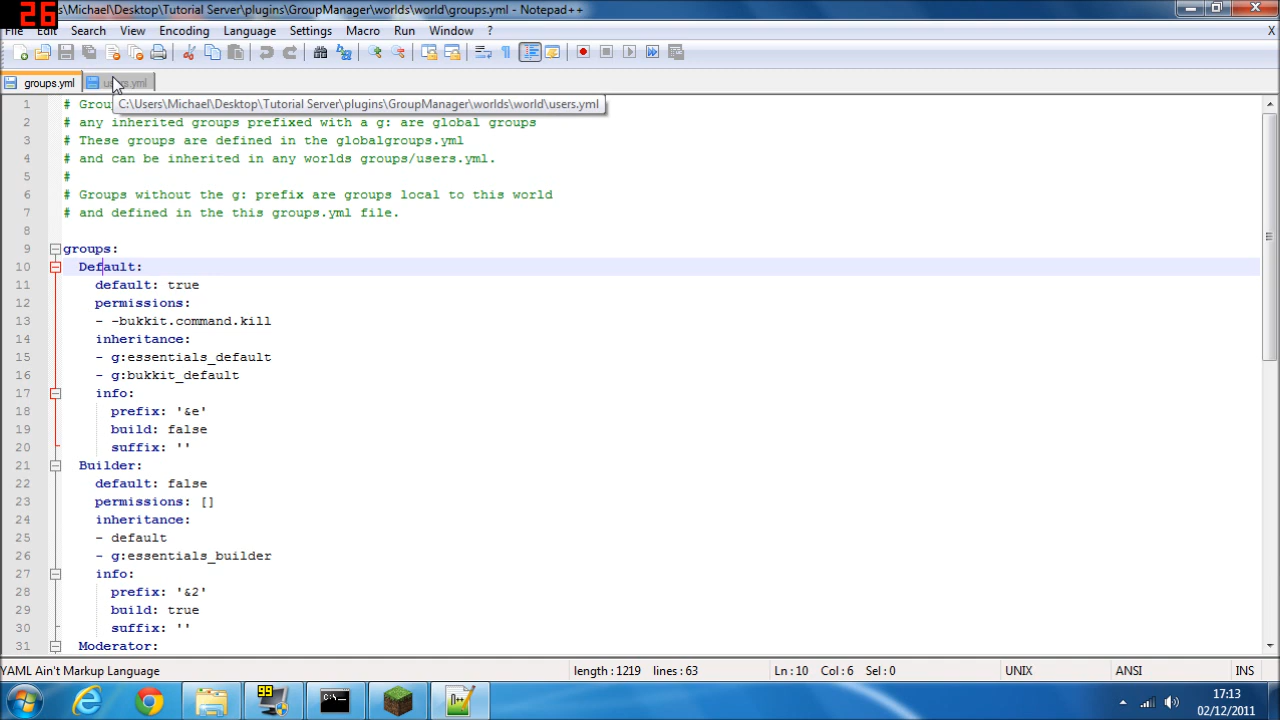 26
s\Michael\Desktop\Tutorial Server\plugins\GroupManager\worlds\world\groups.yml - Notepad++
File Edit Search View Encoding Language Settings Macro Run Window ? X
groups.yml users.yml
C:\Users\Michael\Desktop\Tutorial Server\plugins\GroupManager\worlds\world\users.yml
1 # Grou
2 # any inherited groups prefixed with a g: are global groups
3 # These groups are defined in the globalgroups.yml
4 # and can be inherited in any worlds groups/users.yml.
5 #
6 # Groups without the g: prefix are groups local to this world
7 # and defined in the this groups.yml file.
8
9 groups:
10 Default:
11 default: true
12 permissions:
13 - -bukkit.command.kill
14 inheritance:
15 - g:essentials_default
16 - g:bukkit_default
17 info:
18 prefix: '&e'
19 build: false
20 suffix: ''
21 Builder:
22 default: false
23 permissions: []
24 inheritance:
25 - default
26 - g:essentials_builder
27 info:
28 prefix: '&2'
29 build: true
30 suffix: ''
31 Moderator:
YAML Ain't Markup Language length : 1219 lines : 63 Ln : 10 Col : 6 Sel : 0 UNIX ANSI INS
99
C:\
n++
17:13
02/12/2011